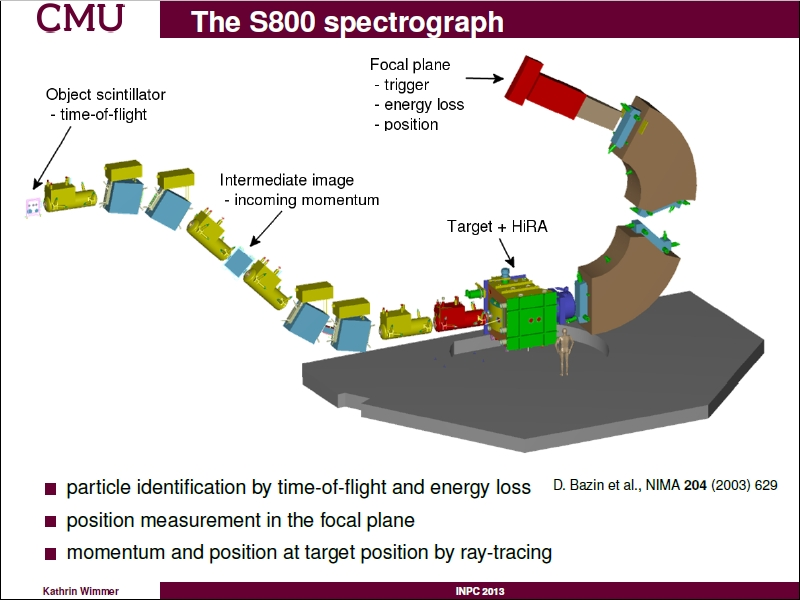 CMU
The S800 spectrograph
Focal plane
- trigger
- energy loss
- position
Object scintillator
- time-of-flight
Intermediate image
- incoming momentum
Target + HiRA
■ particle identification by time-of-flight and energy loss
D. Bazin et al., NIMA 204 (2003) 629
■ position measurement in the focal plane
■ momentum and position at target position by ray-tracing
Kathrin Wimmer
INPC 2013